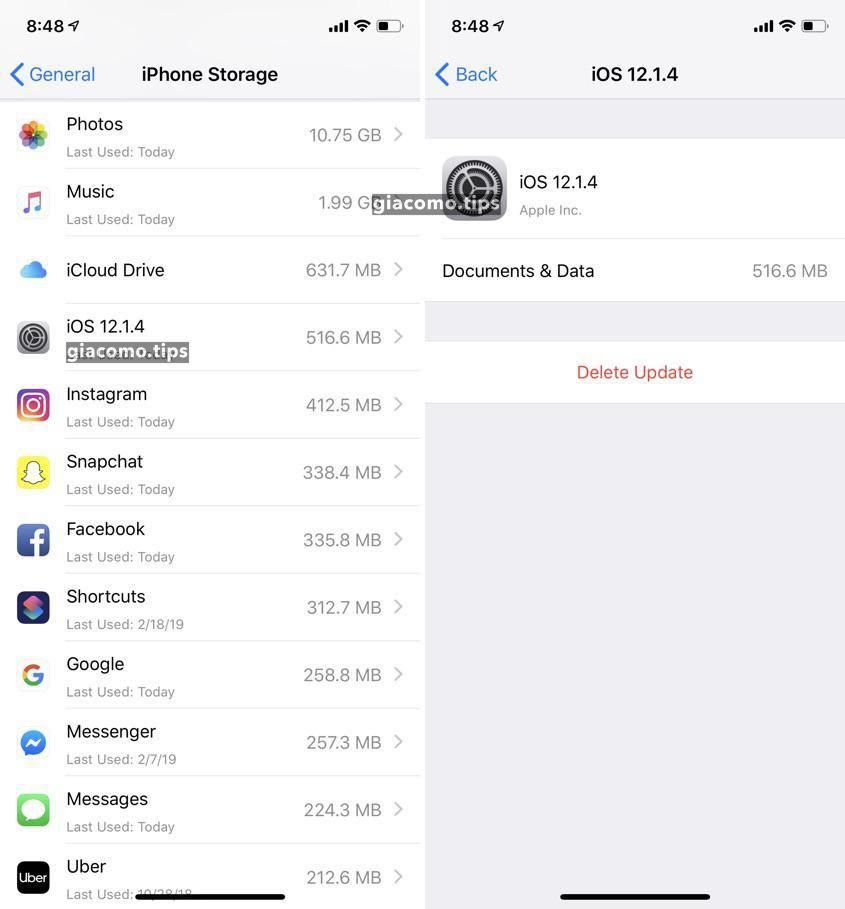 8:48
General
iPhone Storage
Photos
10.75 GB
Last Used: Today
Music
1.99 G
Last Used: Today
iCloud Drive
631.7 MB
iOS 12.1.4
516.6 MB
giacomo.tips
Instagram
412.5 MB
Last Used: Today
Snapchat
338.4 MB
Last Used: Today
Facebook
335.8 MB
Last Used: Today
Shortcuts
312.7 MB
Last Used: 2/18/19
Google
258.8 MB
Last Used: Today
Messenger
257.3 MB
Last Used: 2/7/19
Messages
224.3 MB
Last Used: Today
Uber
Uber
212.6 MB
Last Used: 10/28/18
8:48
Back
iOS 12.1.4
iOS 12.1.4
giacomo.tips
Apple Inc.
Documents & Data
516.6 MB
Delete Update